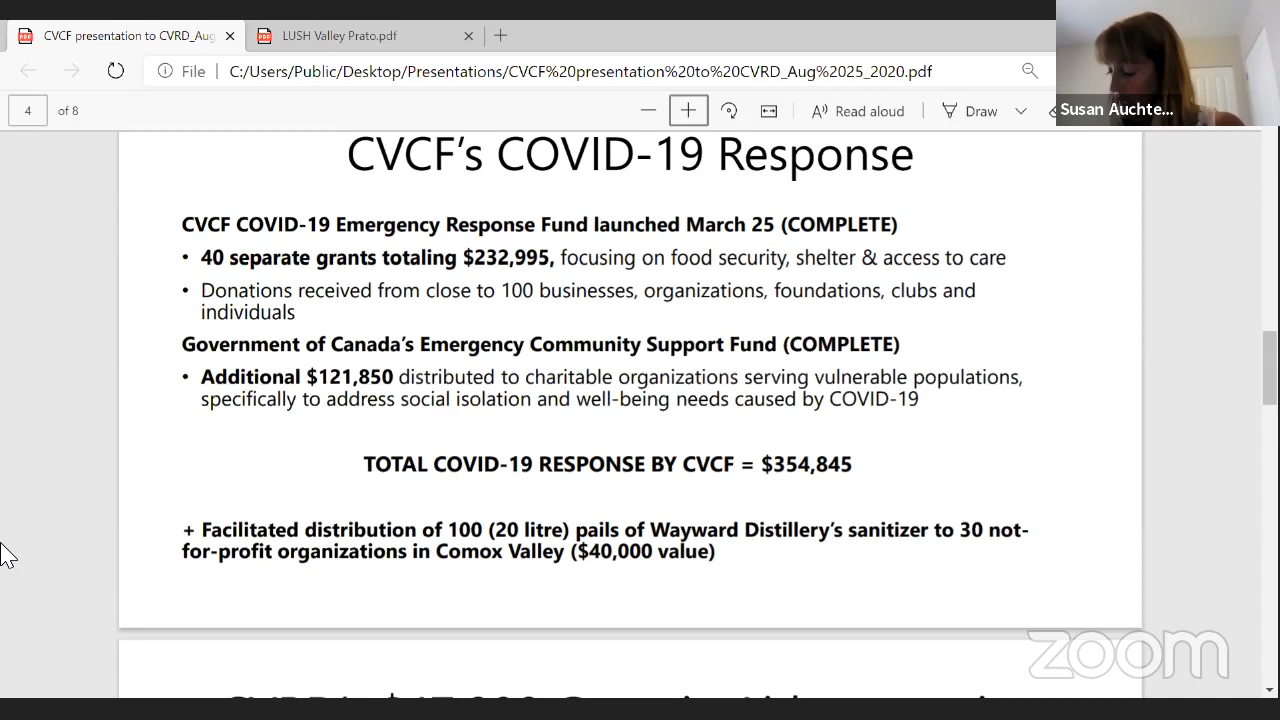 CVCF presentation to CVRD_Aug
LUSH Valley Prato.pdf
File
C:/Users/Public/Desktop/Presentations/CVCF%20presentation%20to%20CVRD_Aug%2025_2020.pdf
4 of 8
Read aloud
Draw
Susan Auchte...
CVCF's COVID-19 Response
CVCF COVID-19 Emergency Response Fund launched March 25 (COMPLETE)
• 40 separate grants totaling $232,995, focusing on food security, shelter & access to care
• Donations received from close to 100 businesses, organizations, foundations, clubs and
individuals
Government of Canada's Emergency Community Support Fund (COMPLETE)
• Additional $121,850 distributed to charitable organizations serving vulnerable populations,
specifically to address social isolation and well-being needs caused by COVID-19
TOTAL COVID-19 RESPONSE BY CVCF = $354,845
+ Facilitated distribution of 100 (20 litre) pails of Wayward Distillery's sanitizer to 30 not-
for-profit organizations in Comox Valley ($40,000 value)
zoom